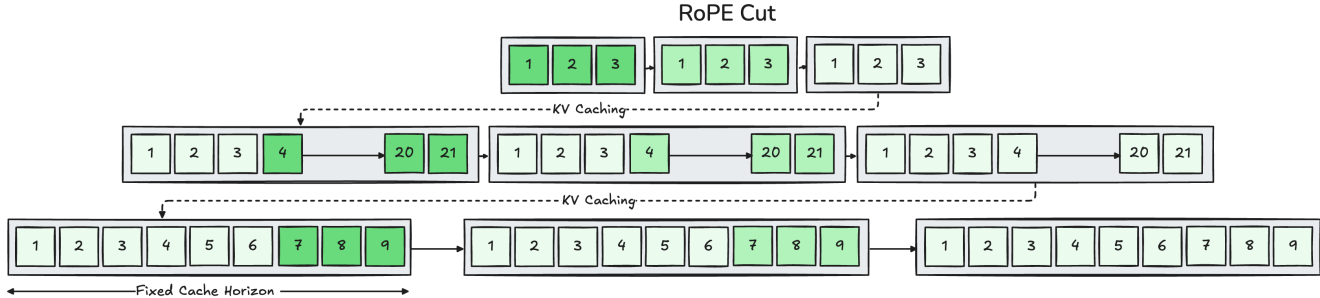 RoPE Cut
1 2 3 1 2 3 1 2 3
KV Caching
1 2 3 4 20 21 1 2 3 4 20 21 1 2 3 4 20 21
KV Caching
1 2 3 4 5 6 7 8 9 1 2 3 4 5 6 7 8 9 1 2 3 4 5 6 7 8 9
Fixed Cache Horizon